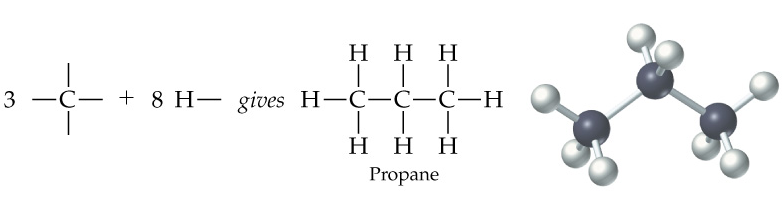 H H H
3 —C— + 8 H— gives H—C—C—C—H
H H H
Propane